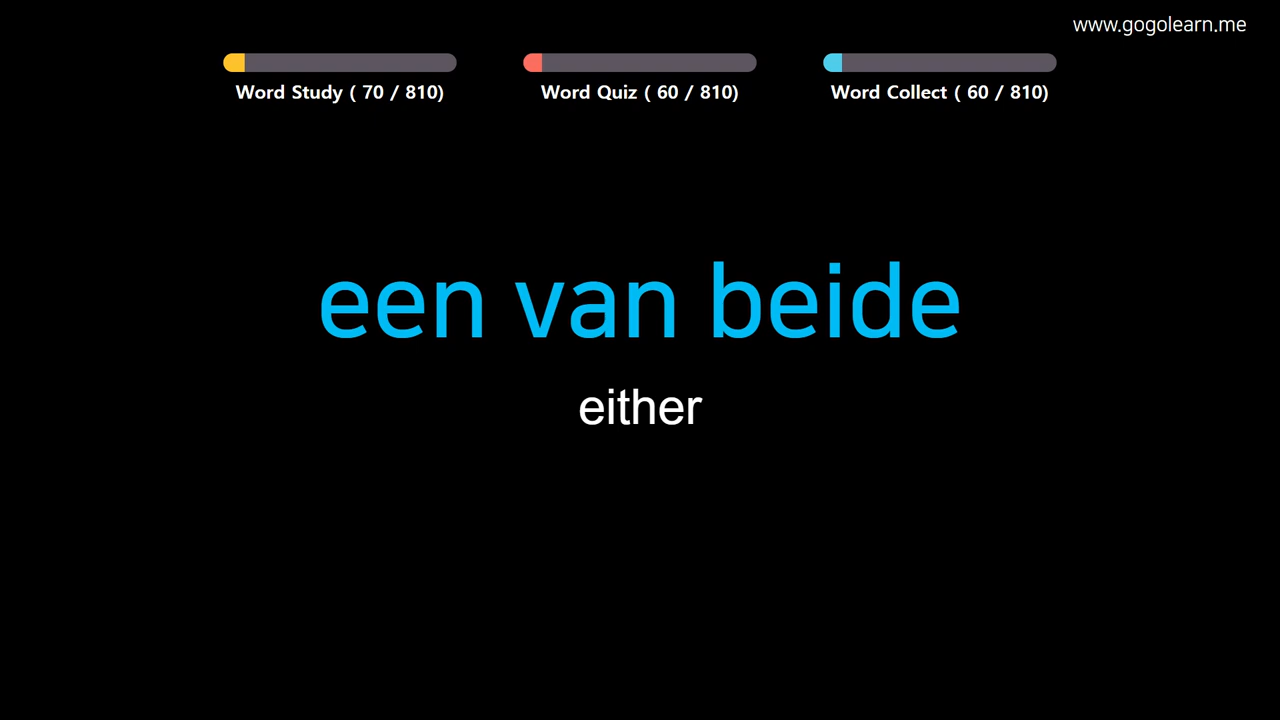 www.gogolearn.me
Word Study ( 70 / 810)
Word Quiz ( 60 / 810)
Word Collect ( 60 / 810)
een van beide
either